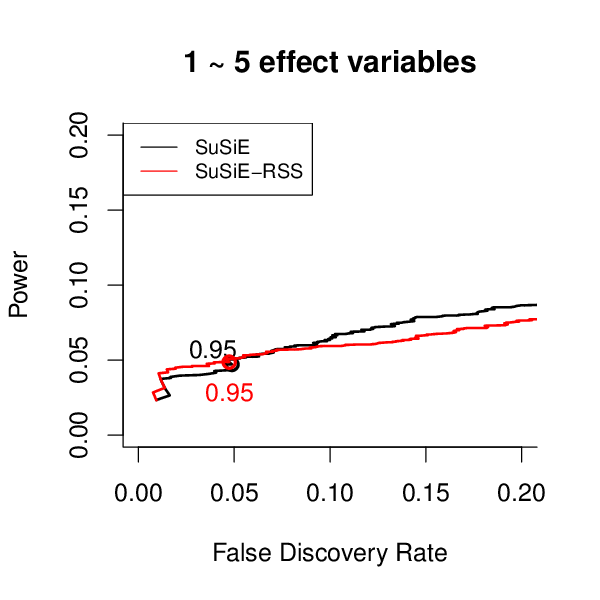 1 ~ 5 effect variables
SuSiE
SuSiE−RSS
Power
0.20
0.15
0.10
0.05
0.00
0.95
0.95
0.00 0.05 0.10 0.15 0.20
False Discovery Rate